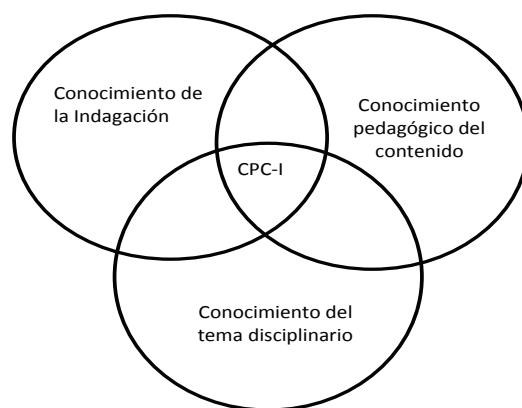 Conocimiento de
la Indagación
Conocimiento
pedagógico del
contenido
CPC-I
Conocimiento del
tema disciplinario